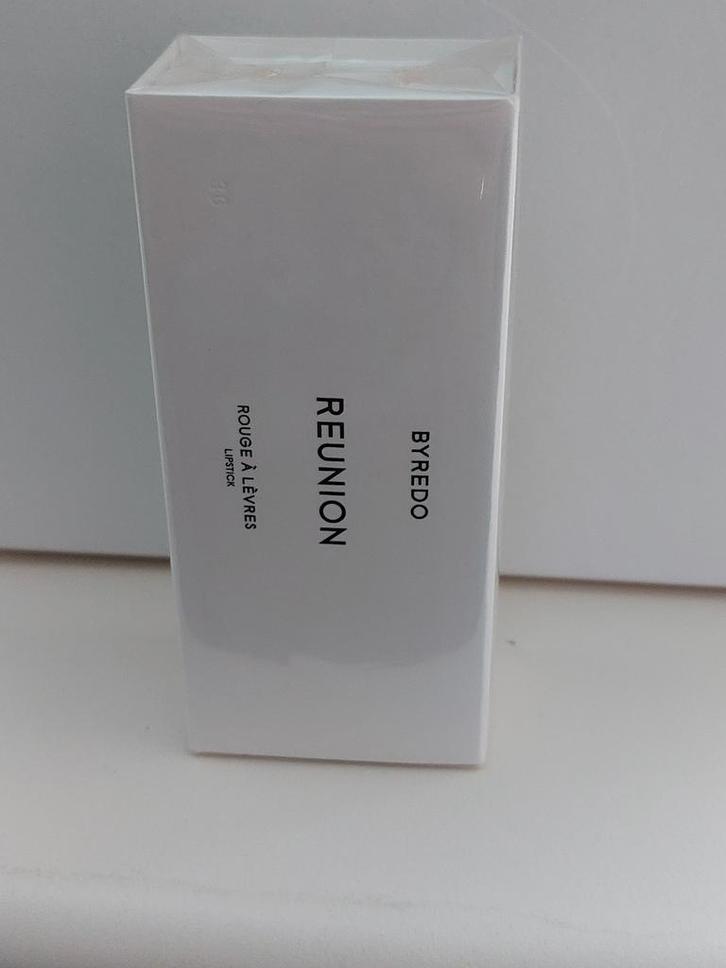 BYREDO
REUNION
ROUGE À LÈVRES
LIPSTICK